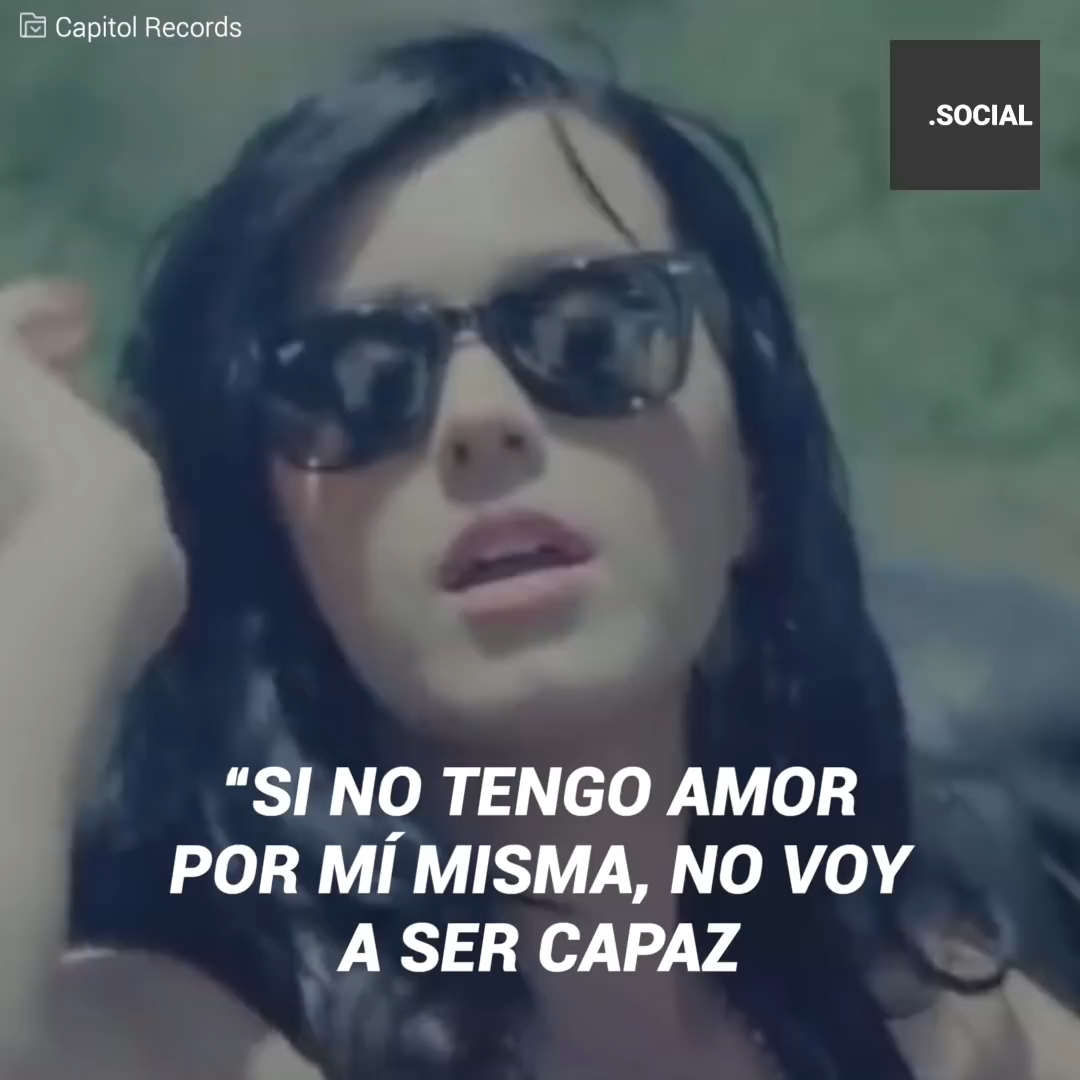 Capitol Records
.SOCIAL
“SI NO TENGO AMOR
POR MÍ MISMA, NO VOY
A SER CAPAZ